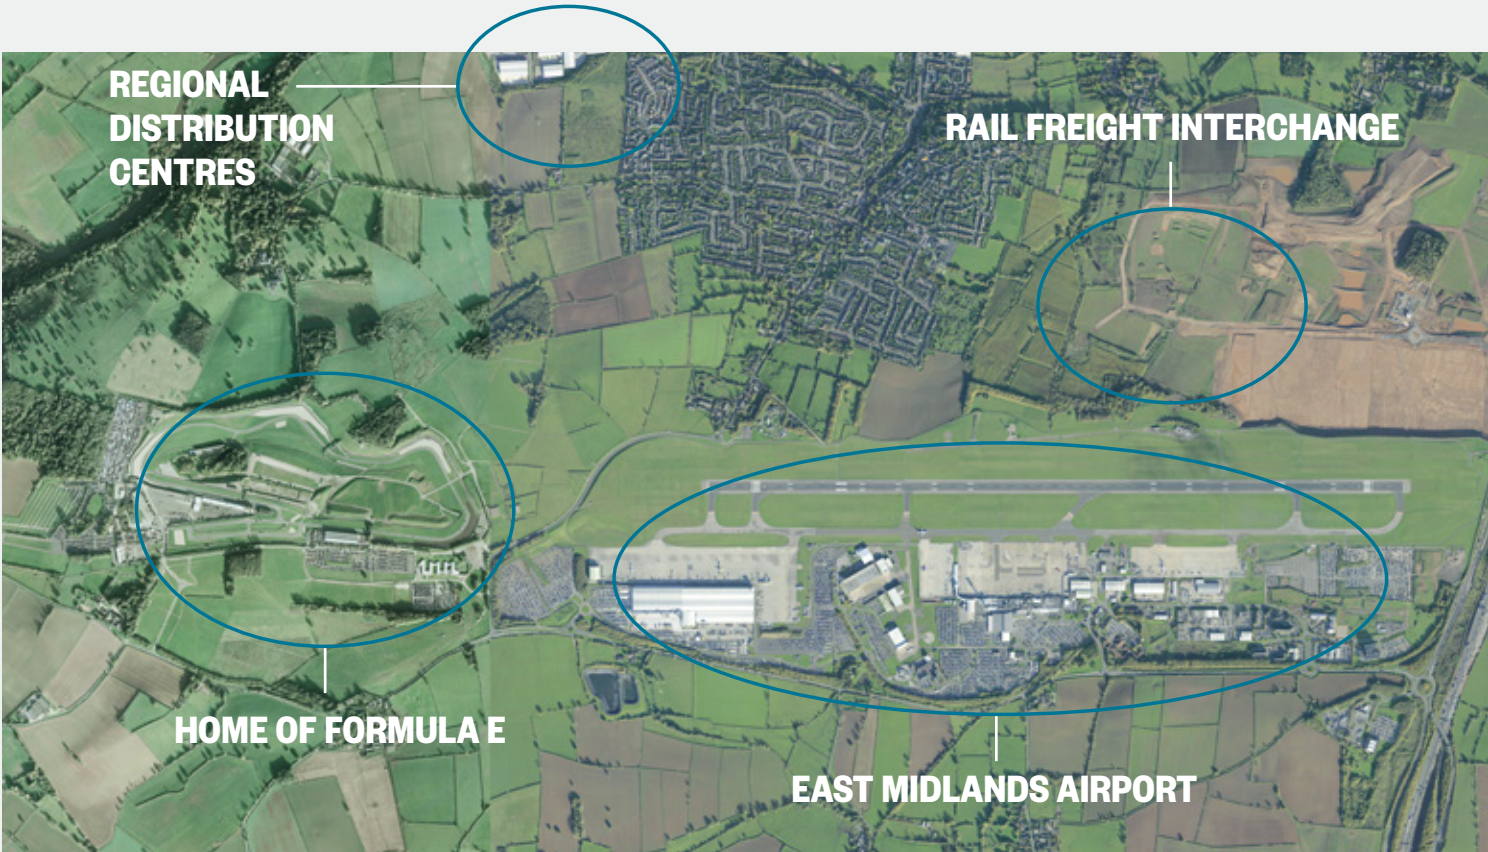 REGIONAL
DISTRIBUTION
CENTRES
RAIL FREIGHT INTERCHANGE
HOME OF FORMULA E
EAST MIDLANDS AIRPORT